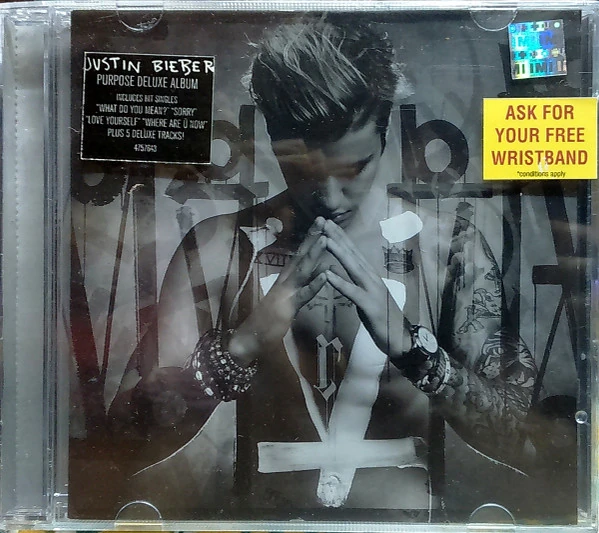 JUSTIN BIEBER
PURPOSE DELUXE ALBUM
INCLUDES HIT SINGLES
"WHAT DO YOU MEAN?" "SORRY"
"LOVE YOURSELF" "WHERE ARE Ü NOW"
PLUS 5 DELUXE TRACKS!
4757843
ASK FOR
YOUR FREE
WRISTBAND
*conditions apply